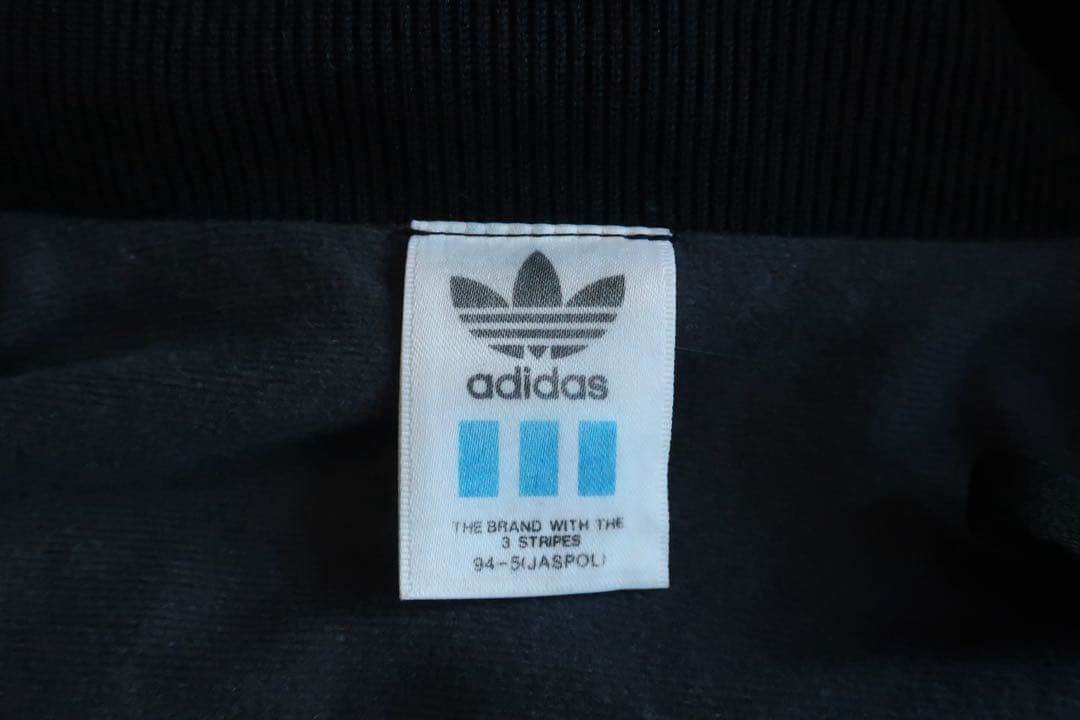 adidas
THE BRAND WITH THE
3 STRIPES
94-5(JASPOL)